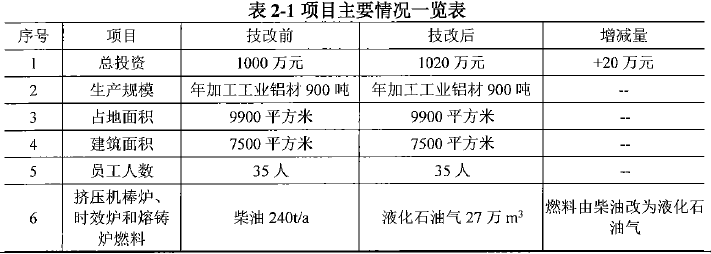 表 2-1 项目主要情况一览表
序号 项目 技改前 技改后 增减量
1 总投资 1000 万元 1020 万元 +20 万元
2 生产规模 年加工工业铝材 900 吨 年加工工业铝材 900 吨 --
3 占地面积 9900 平方米 9900 平方米 --
4 建筑面积 7500 平方米 7500 平方米 --
5 员工人数 35 人 35 人 --
6 挤压机棒炉、
时效炉和熔铸
炉燃料 柴油 240t/a 液化石油气 27 万 m³ 燃料由柴油改为液化石
油气